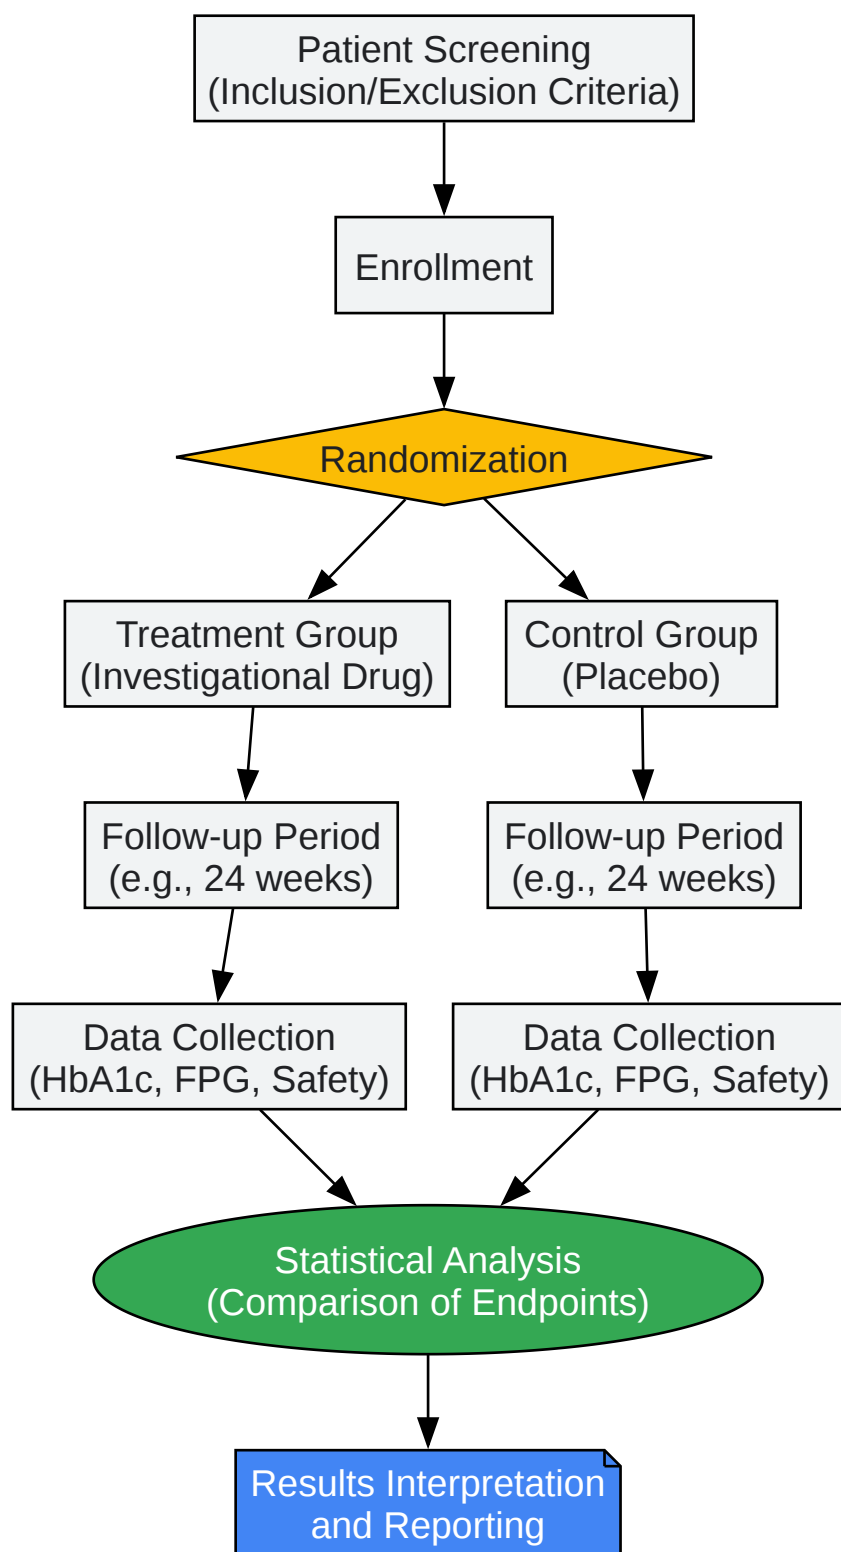 Patient Screening
(Inclusion/Exclusion Criteria)
Enrollment
Randomization
Treatment Group
(Investigational Drug)
Control Group
(Placebo)
Follow-up Period
(e.g., 24 weeks)
Follow-up Period
(e.g., 24 weeks)
Data Collection
(HbA1c, FPG, Safety)
Data Collection
(HbA1c, FPG, Safety)
Statistical Analysis
(Comparison of Endpoints)
Results Interpretation
and Reporting